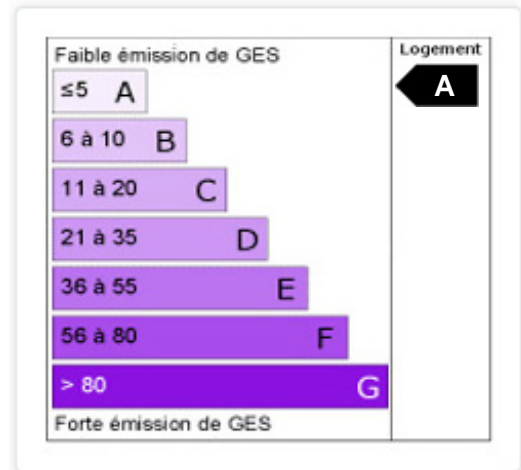 Faible émission de GES
Logement
≤5 A
A
6 à 10 B
11 à 20 C
21 à 35 D
36 à 55 E
56 à 80 F
> 80 G
Forte émission de GES